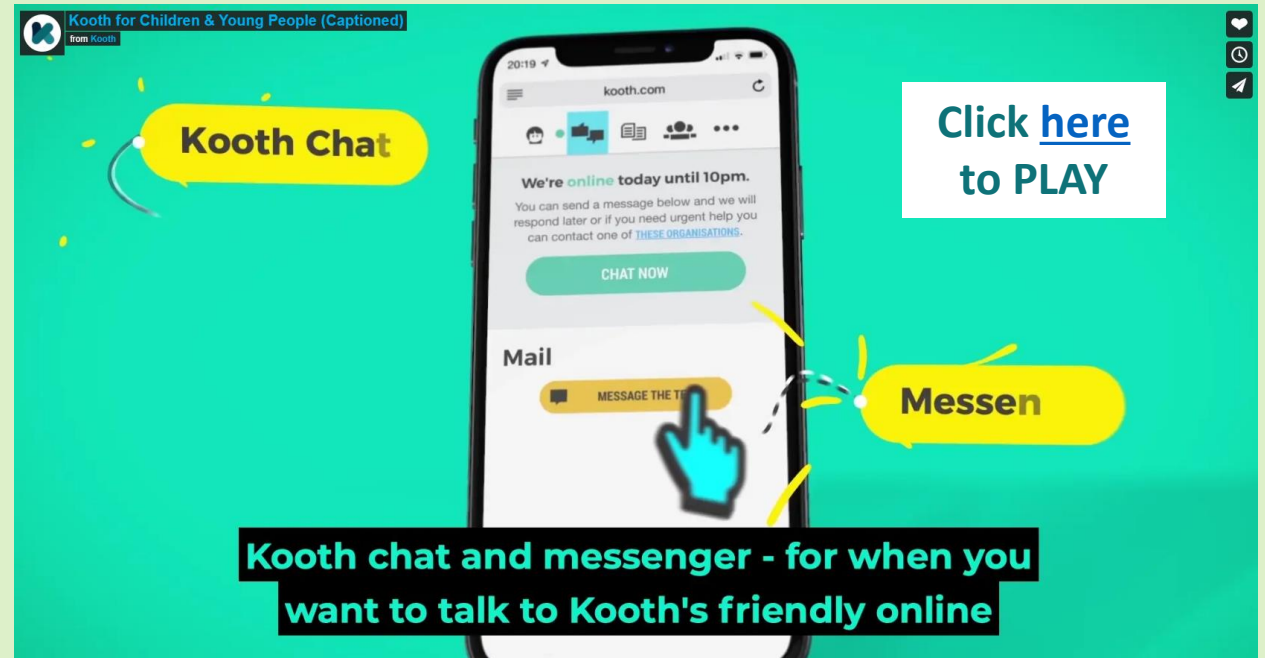 Kooth for Children & Young People (Captioned)
from Kooth
Kooth Chat
20:19
kooth.com
We're online today until 10pm.
You can send a message below and we will
respond later or if you need urgent help you
can contact one of THESE ORGANISATIONS.
CHAT NOW
Mail
MESSAGE THE
Click here
to PLAY
Messen
Kooth chat and messenger - for when you
want to talk to Kooth's friendly online